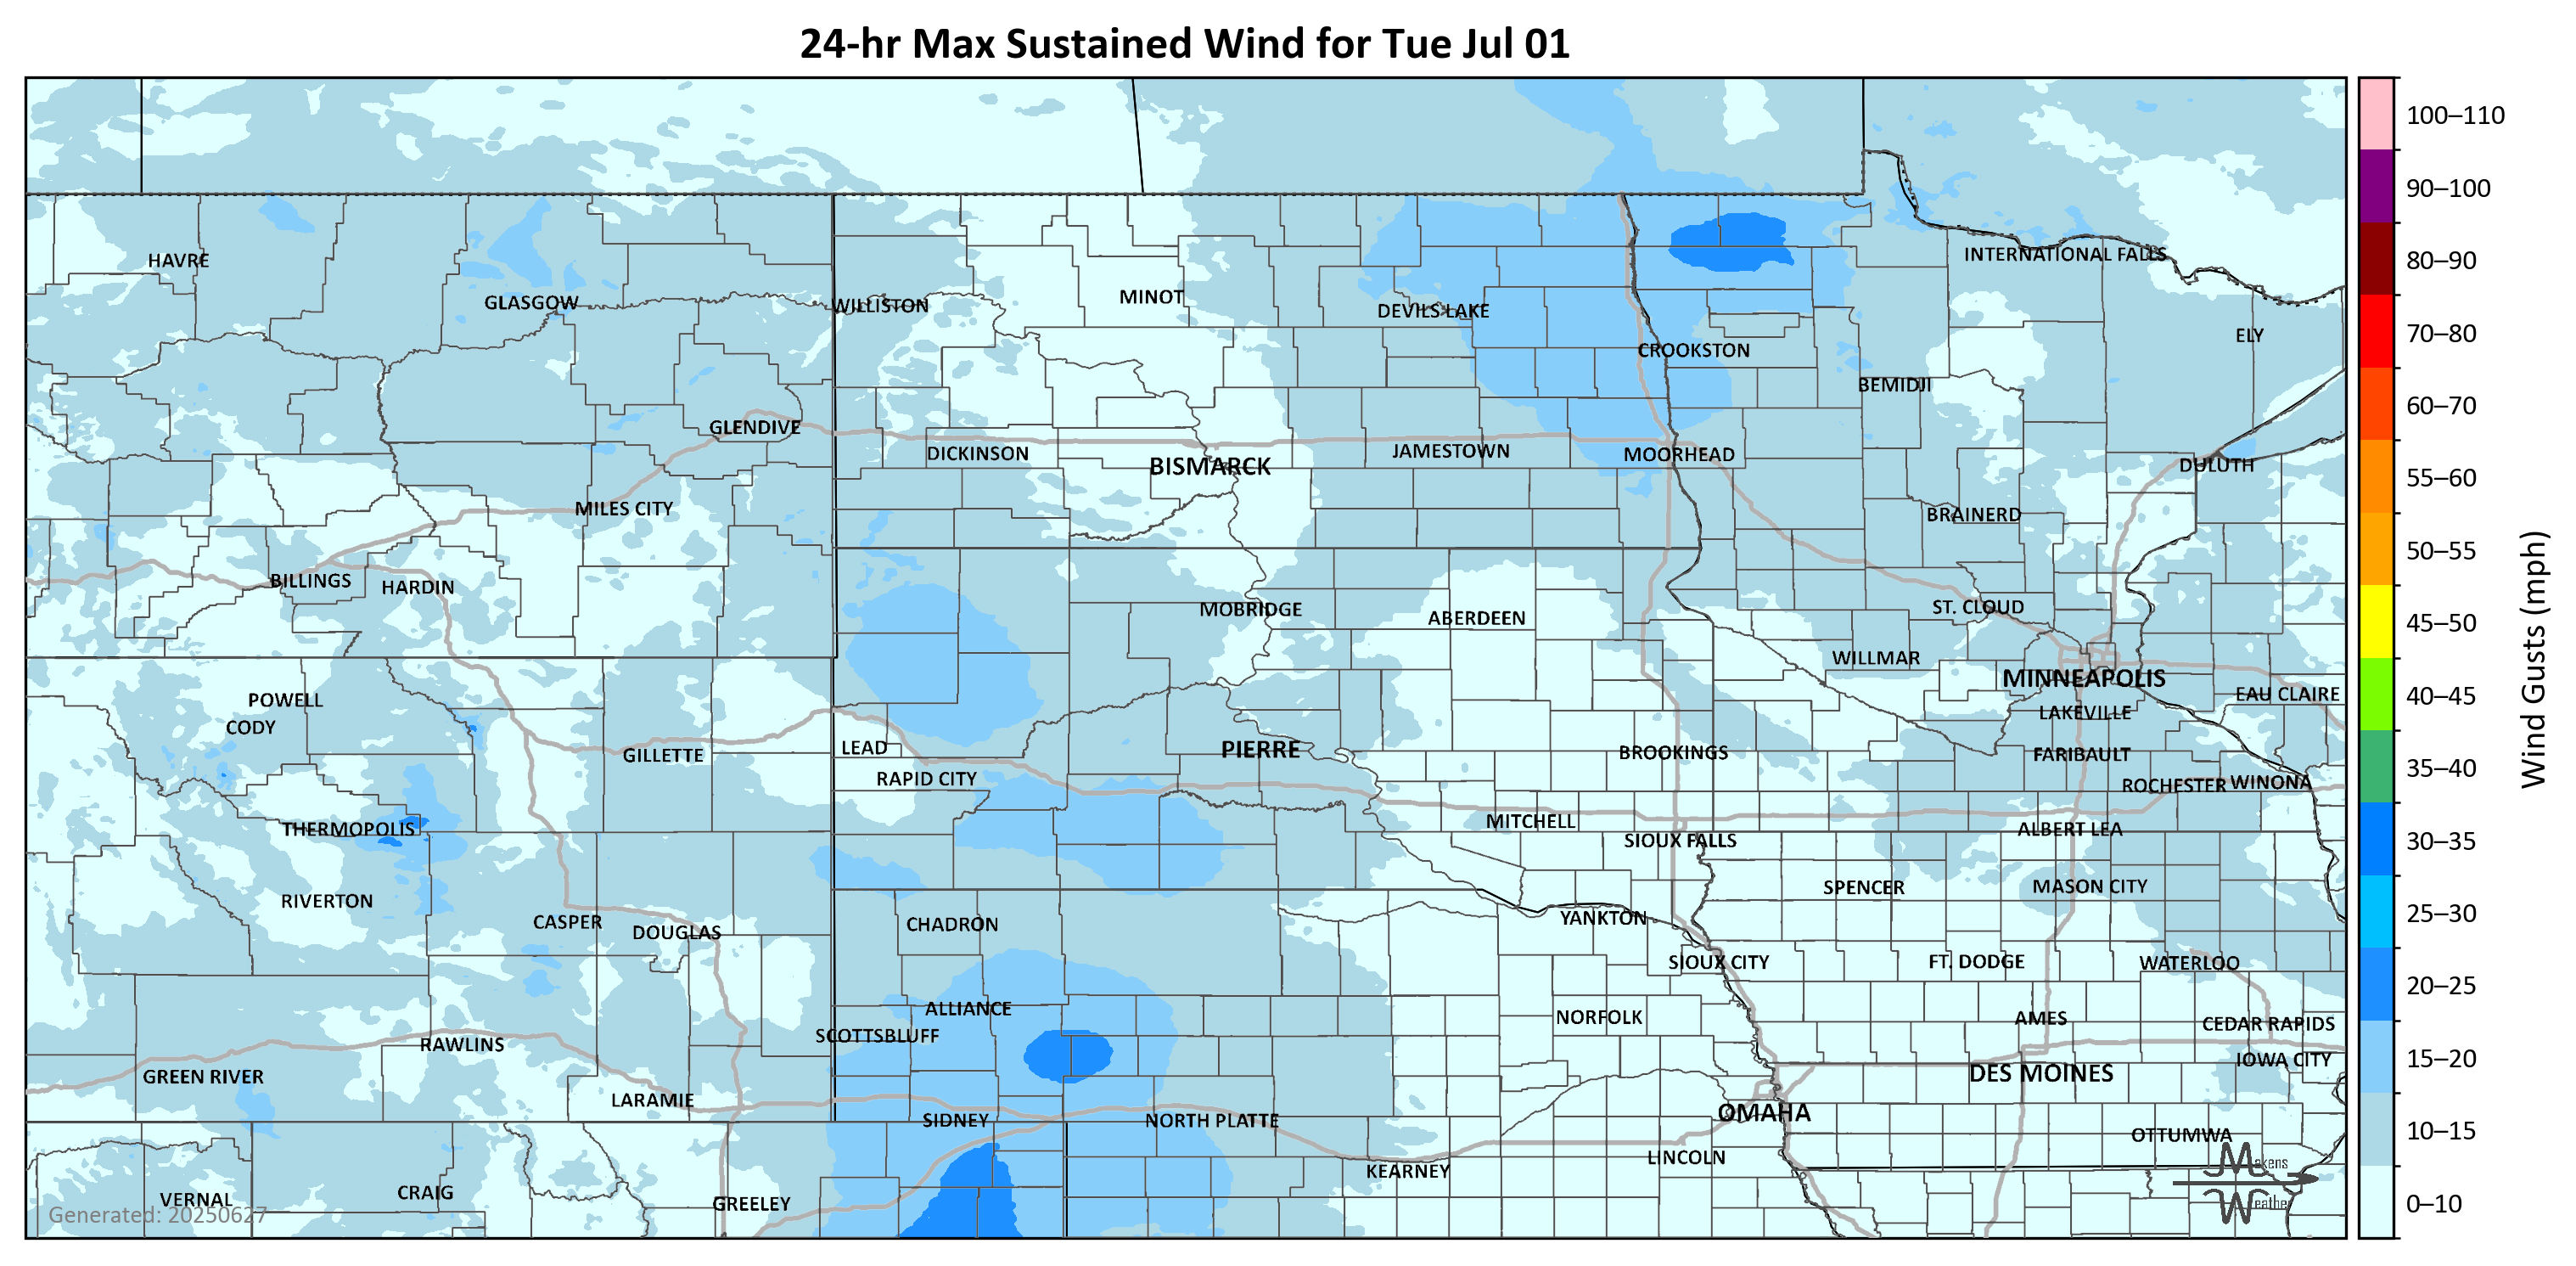 24-hr Max Sustained Wind for Tue Jul 01
100–110
90–100
80–90
70–80
60–70
55–60
50–55
45–50
40–45
35–40
30–35
25–30
20–25
15–20
10–15
0–10
Wind Gusts (mph)
HAVRE
INTERNATIONAL FALLS
GLASGOW
WILLISTON
MINOT
DEVILS LAKE
ELY
CROOKSTON
BEMIDJI
GLENDIVE
DICKINSON
BISMARCK
JAMESTOWN
MOORHEAD
DULUTH
MILES CITY
BRAINERD
BILLINGS
HARDIN
MOBRIDGE
ABERDEEN
ST. CLOUD
WILLMAR
MINNEAPOLIS
EAU CLAIRE
POWELL
CODY
LAKEVILLE
GILLETTE
LEAD
PIERRE
BROOKINGS
FARIBAULT
RAPID CITY
ROCHESTER
WINONA
THERMOPOLIS
MITCHELL
SIOUX FALLS
ALBERT LEA
RIVERTON
SPENCER
MASON CITY
CASPER
DOUGLAS
CHADRON
YANKTON
SIOUX CITY
FT. DODGE
WATERLOO
ALLIANCE
SCOTTSBLUFF
NORFOLK
AMES
CEDAR RAPIDS
RAWLINS
IOWA CITY
GREEN RIVER
DES MOINES
LARAMIE
SIDNEY
NORTH PLATTE
OMAHA
OTTUMWA
KEARNEY
LINCOLN
VERNAL
CRAIG
GREELEY
Makens
Weather
Generated: 20250627